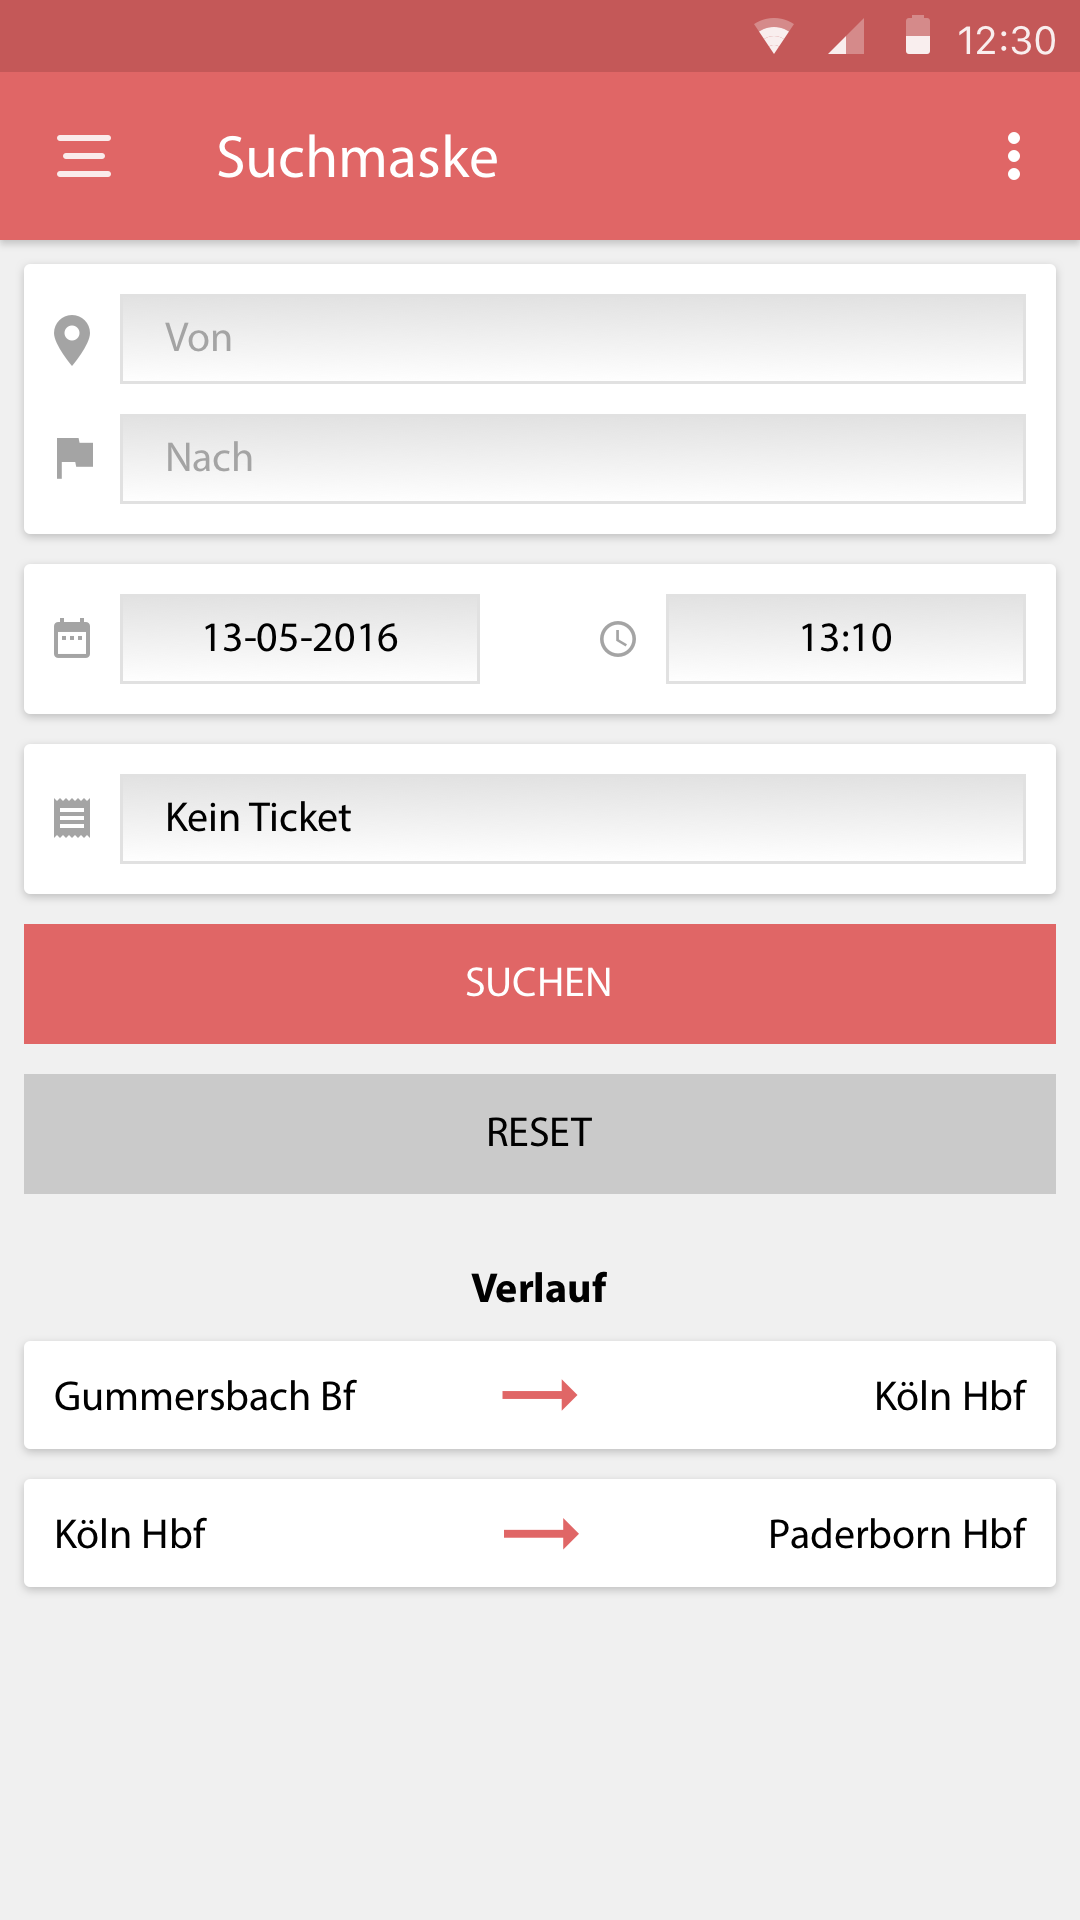 12:30
Suchmaske
Von
Nach
13-05-2016 13:10
Kein Ticket
SUCHEN
RESET
Verlauf
Gummersbach Bf Köln Hbf
Köln Hbf Paderborn Hbf